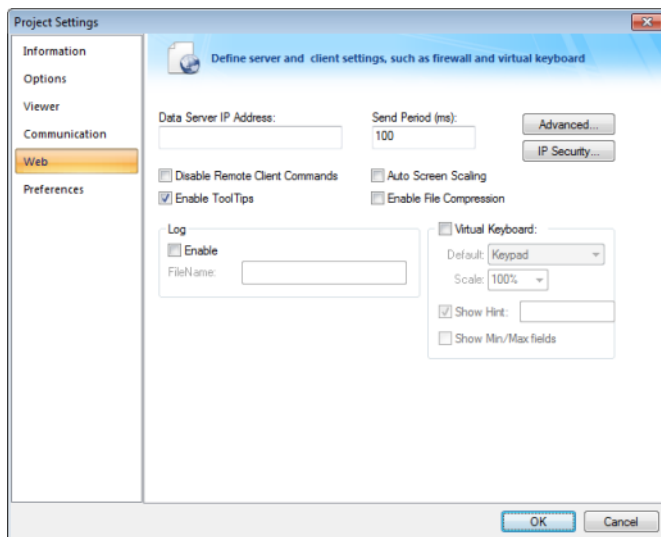 Project Settings
Information
Options
Viewer
Communication
Web
Preferences
Define server and client settings, such as firewall and virtual keyboard
Data Server IP Address:
Send Period (ms):
100
Advanced...
IP Security...
Disable Remote Client Commands
Auto Screen Scaling
Enable ToolTips
Enable File Compression
Log
Enable
FileName:
Virtual Keyboard:
Default: Keypad
Scale: 100%
Show Hint:
Show Min/Max fields
OK
Cancel